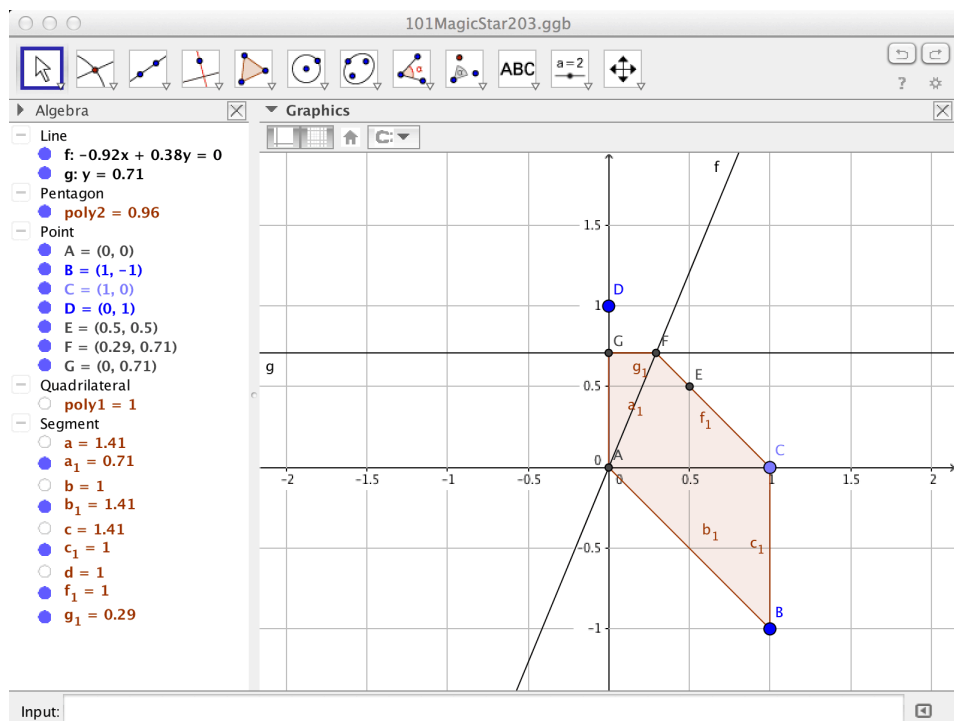 101MagicStar203.ggb
ABC
a=2
α
?
Algebra
Graphics
Line
f: -0.92x + 0.38y = 0
g: y = 0.71
Pentagon
poly2 = 0.96
Point
A = (0, 0)
B = (1, -1)
C = (1, 0)
D = (0, 1)
E = (0.5, 0.5)
F = (0.29, 0.71)
G = (0, 0.71)
Quadrilateral
poly1 = 1
Segment
a = 1.41
a₁ = 0.71
b = 1
b₁ = 1.41
c = 1.41
c₁ = 1
d = 1
f₁ = 1
g₁ = 0.29
f
1.5
D
1
G
F
g
g₁
E
0.5
a₁
f₁
C
0
A
-2
-1.5
-1
-0.5
0
0.5
1
1.5
2
b₁
c₁
-0.5
B
-1
Input: